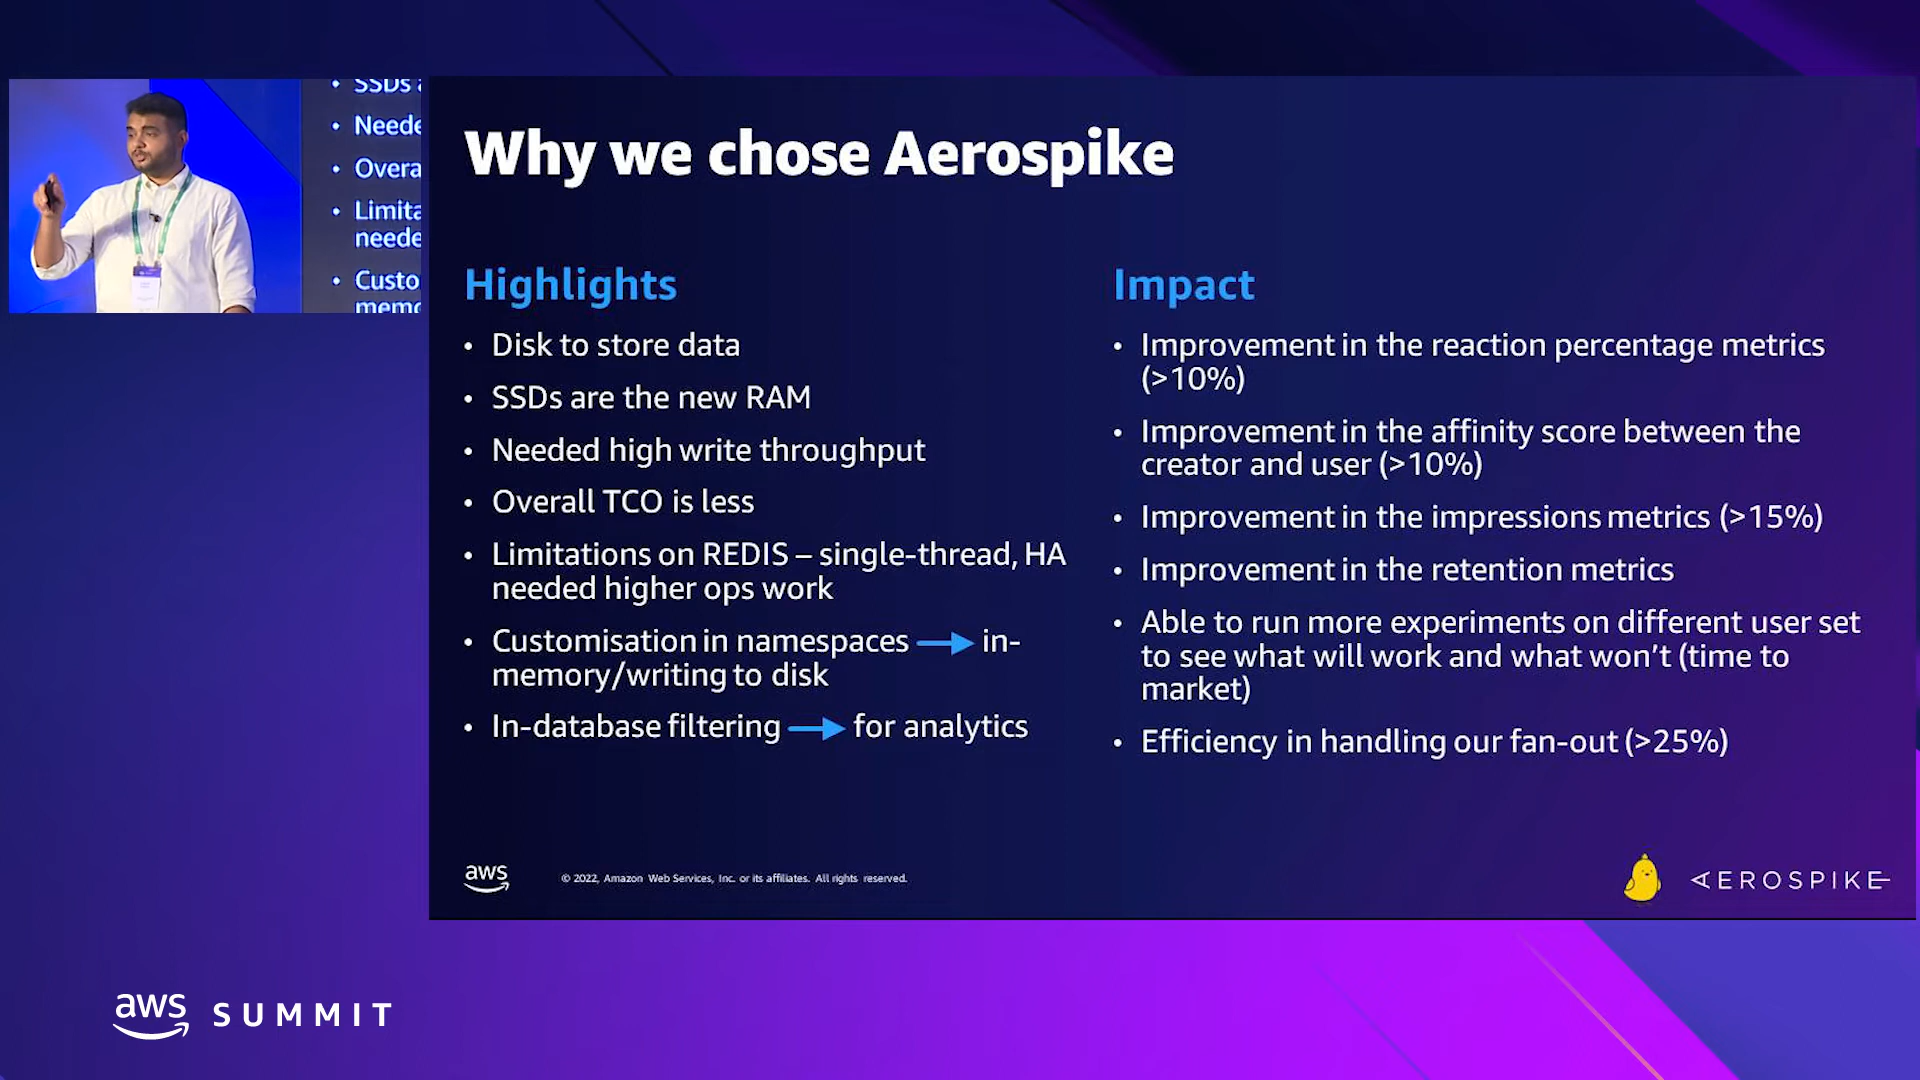 SSDs
Neede
Overa
Limita
neede
Custo
memo
Why we chose Aerospike
Highlights
• Disk to store data
• SSDs are the new RAM
• Needed high write throughput
• Overall TCO is less
• Limitations on REDIS – single-thread, HA
needed higher ops work
• Customisation in namespaces → in-
memory/writing to disk
• In-database filtering → for analytics
Impact
• Improvement in the reaction percentage metrics
(>10%)
• Improvement in the affinity score between the
creator and user (>10%)
• Improvement in the impressions metrics (>15%)
• Improvement in the retention metrics
• Able to run more experiments on different user set
to see what will work and what won't (time to
market)
• Efficiency in handling our fan-out (>25%)
aws
© 2022, Amazon Web Services, Inc. or its affiliates. All rights reserved.
AEROSPIKE
aws SUMMIT